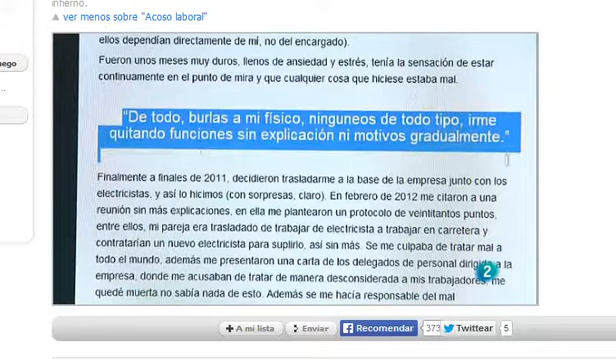 infierno.
▲ ver menos sobre "Acoso laboral"
uego
ellos dependían directamente de mí, no del encargado).
Fueron unos meses muy duros, llenos de ansiedad y estrés, tenía la sensación de estar
continuamente en el punto de mira y que cualquier cosa que hiciese estaba mal.
"De todo, burlas a mi físico, ninguneos de todo tipo, irme
quitando funciones sin explicación ni motivos gradualmente."
Finalmente a finales de 2011, decidieron trasladarme a la base de la empresa junto con los
electricistas, y así lo hicimos (con sorpresas, claro). En febrero de 2012 me citaron a una
reunión sin más explicaciones, en ella me plantearon un protocolo de veintitantos puntos,
entre ellos, mi pareja era trasladado de trabajar de electricista a trabajar en carretera y
contratarían un nuevo electricista para suplirlo, así sin más. Se me culpaba de tratar mal a
todo el mundo, además me presentaron una carta de los delegados de personal dirigida a la
empresa, donde me acusaban de tratar de manera desconsiderada a mis trabajadores, me
quedé muerta no sabía nada de esto. Además se me hacía responsable del mal
2
+ A mi lista
Enviar
Recomendar
373
Twittear
5